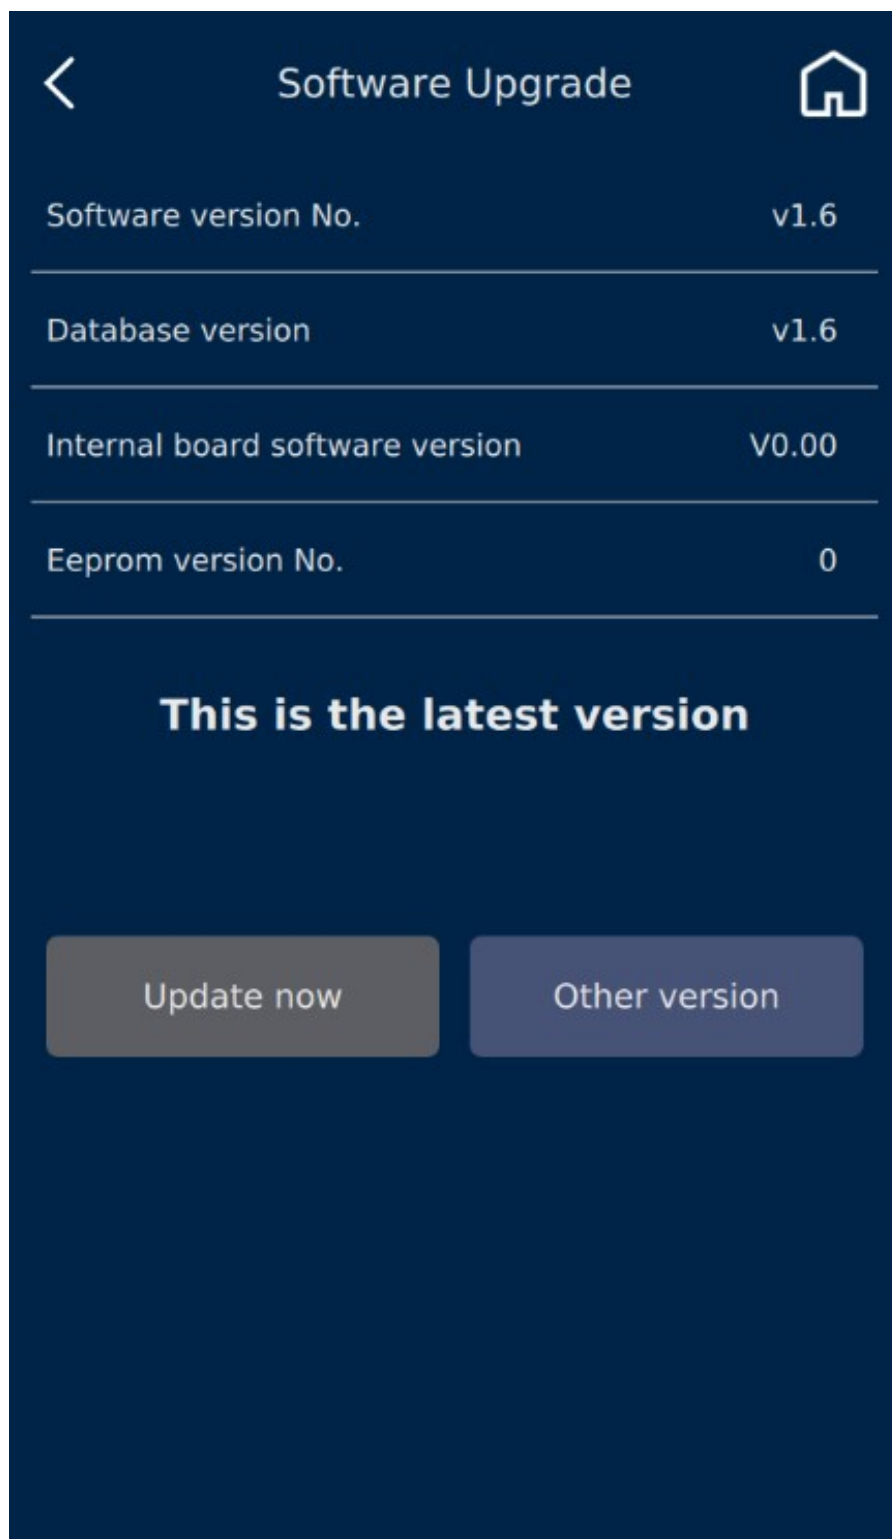 Software Upgrade
Software version No. v1.6
Database version v1.6
Internal board software version V0.00
Eeprom version No. 0
This is the latest version
Update now Other version